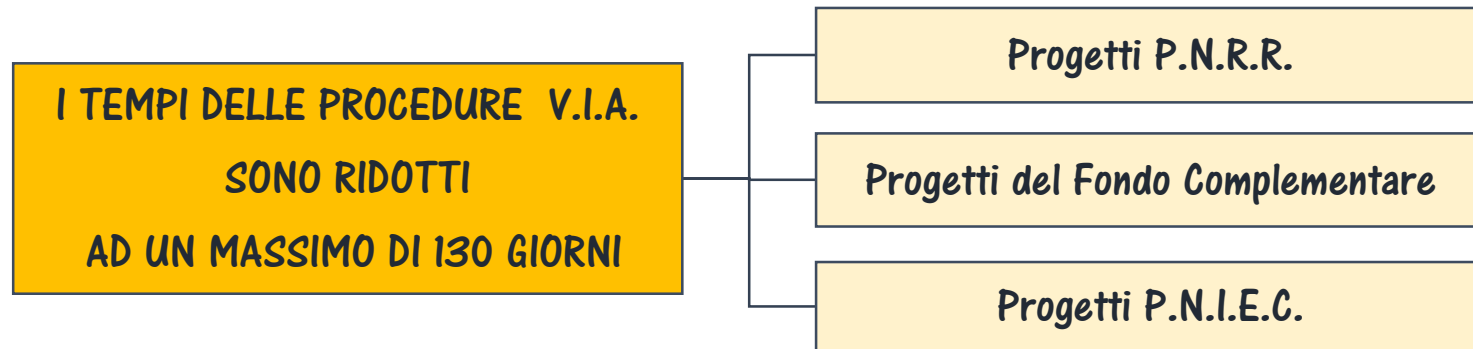 I TEMPI DELLE PROCEDURE V.I.A.
SONO RIDOTTI
AD UN MASSIMO DI 130 GIORNI
Progetti P.N.R.R.
Progetti del Fondo Complementare
Progetti P.N.I.E.C.